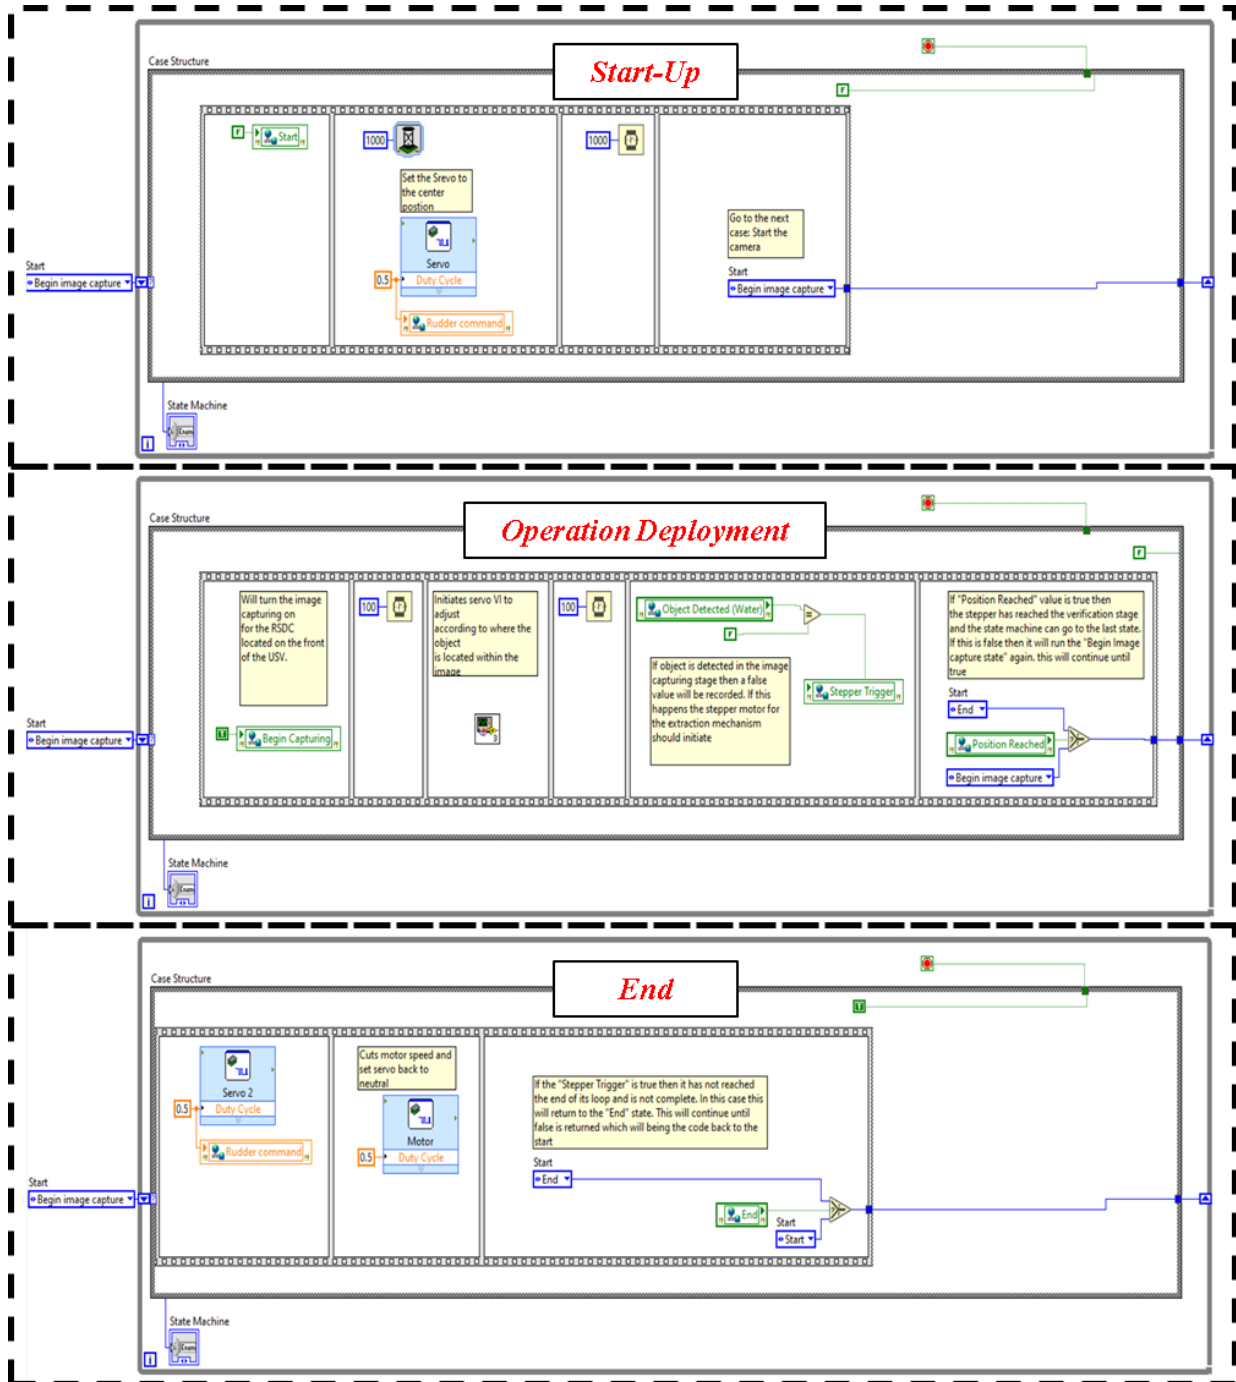 Case Structure
Start-Up
F
Start
1000
1000
F
Set the Srevo to
the center
postion
Servo
0.5
Duty Cycle
Rudder command
Go to the next
case: Start the
camera
Start
Begin image capture
Start
Begin image capture
State Machine
Enum
i
Case Structure
Operation Deployment
F
Will turn the image
capturing on
for the RSDC
located on the front
of the USV.
T
Begin Capturing
100
Initiates servo VI to
adjust
according to where the
object
is located within the
image
3
100
Object Detected (Water)
=
F
If object is detected in the image
capturing stage then a false
value will be recorded. If this
happens the stepper motor for
the extraction mechanism
should initiate
Stepper Trigger
If "Position Reached" value is true then
the stepper has reached the verification stage
and the state machine can go to the last state.
If this is false then it will run the "Begin Image
capture state" again. this will continue until
true
Start
End
Position Reached
Begin image capture
Start
Begin image capture
State Machine
Enum
i
Case Structure
End
T
Servo 2
0.5
Duty Cycle
Rudder command
Cuts motor speed and
set servo back to
neutral
Motor
0.5
Duty Cycle
If the "Stepper Trigger" is true then it has not reached
the end of its loop and is not complete. In this case this
will return to the "End" state. This will continue until
false is returned which will being the code back to the
start
Start
End
End
Start
Start
Start
Begin image capture
State Machine
Enum
i